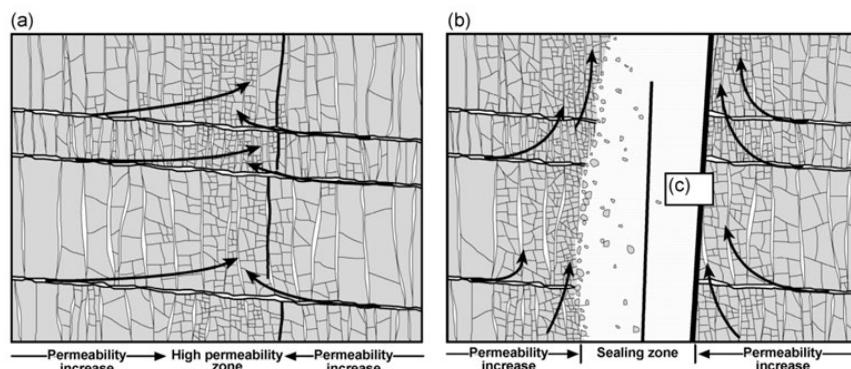 (a)
(b)
(c)
Permeability increase
High permeability zone
Permeability increase
Permeability increase
Sealing zone
Permeability increase